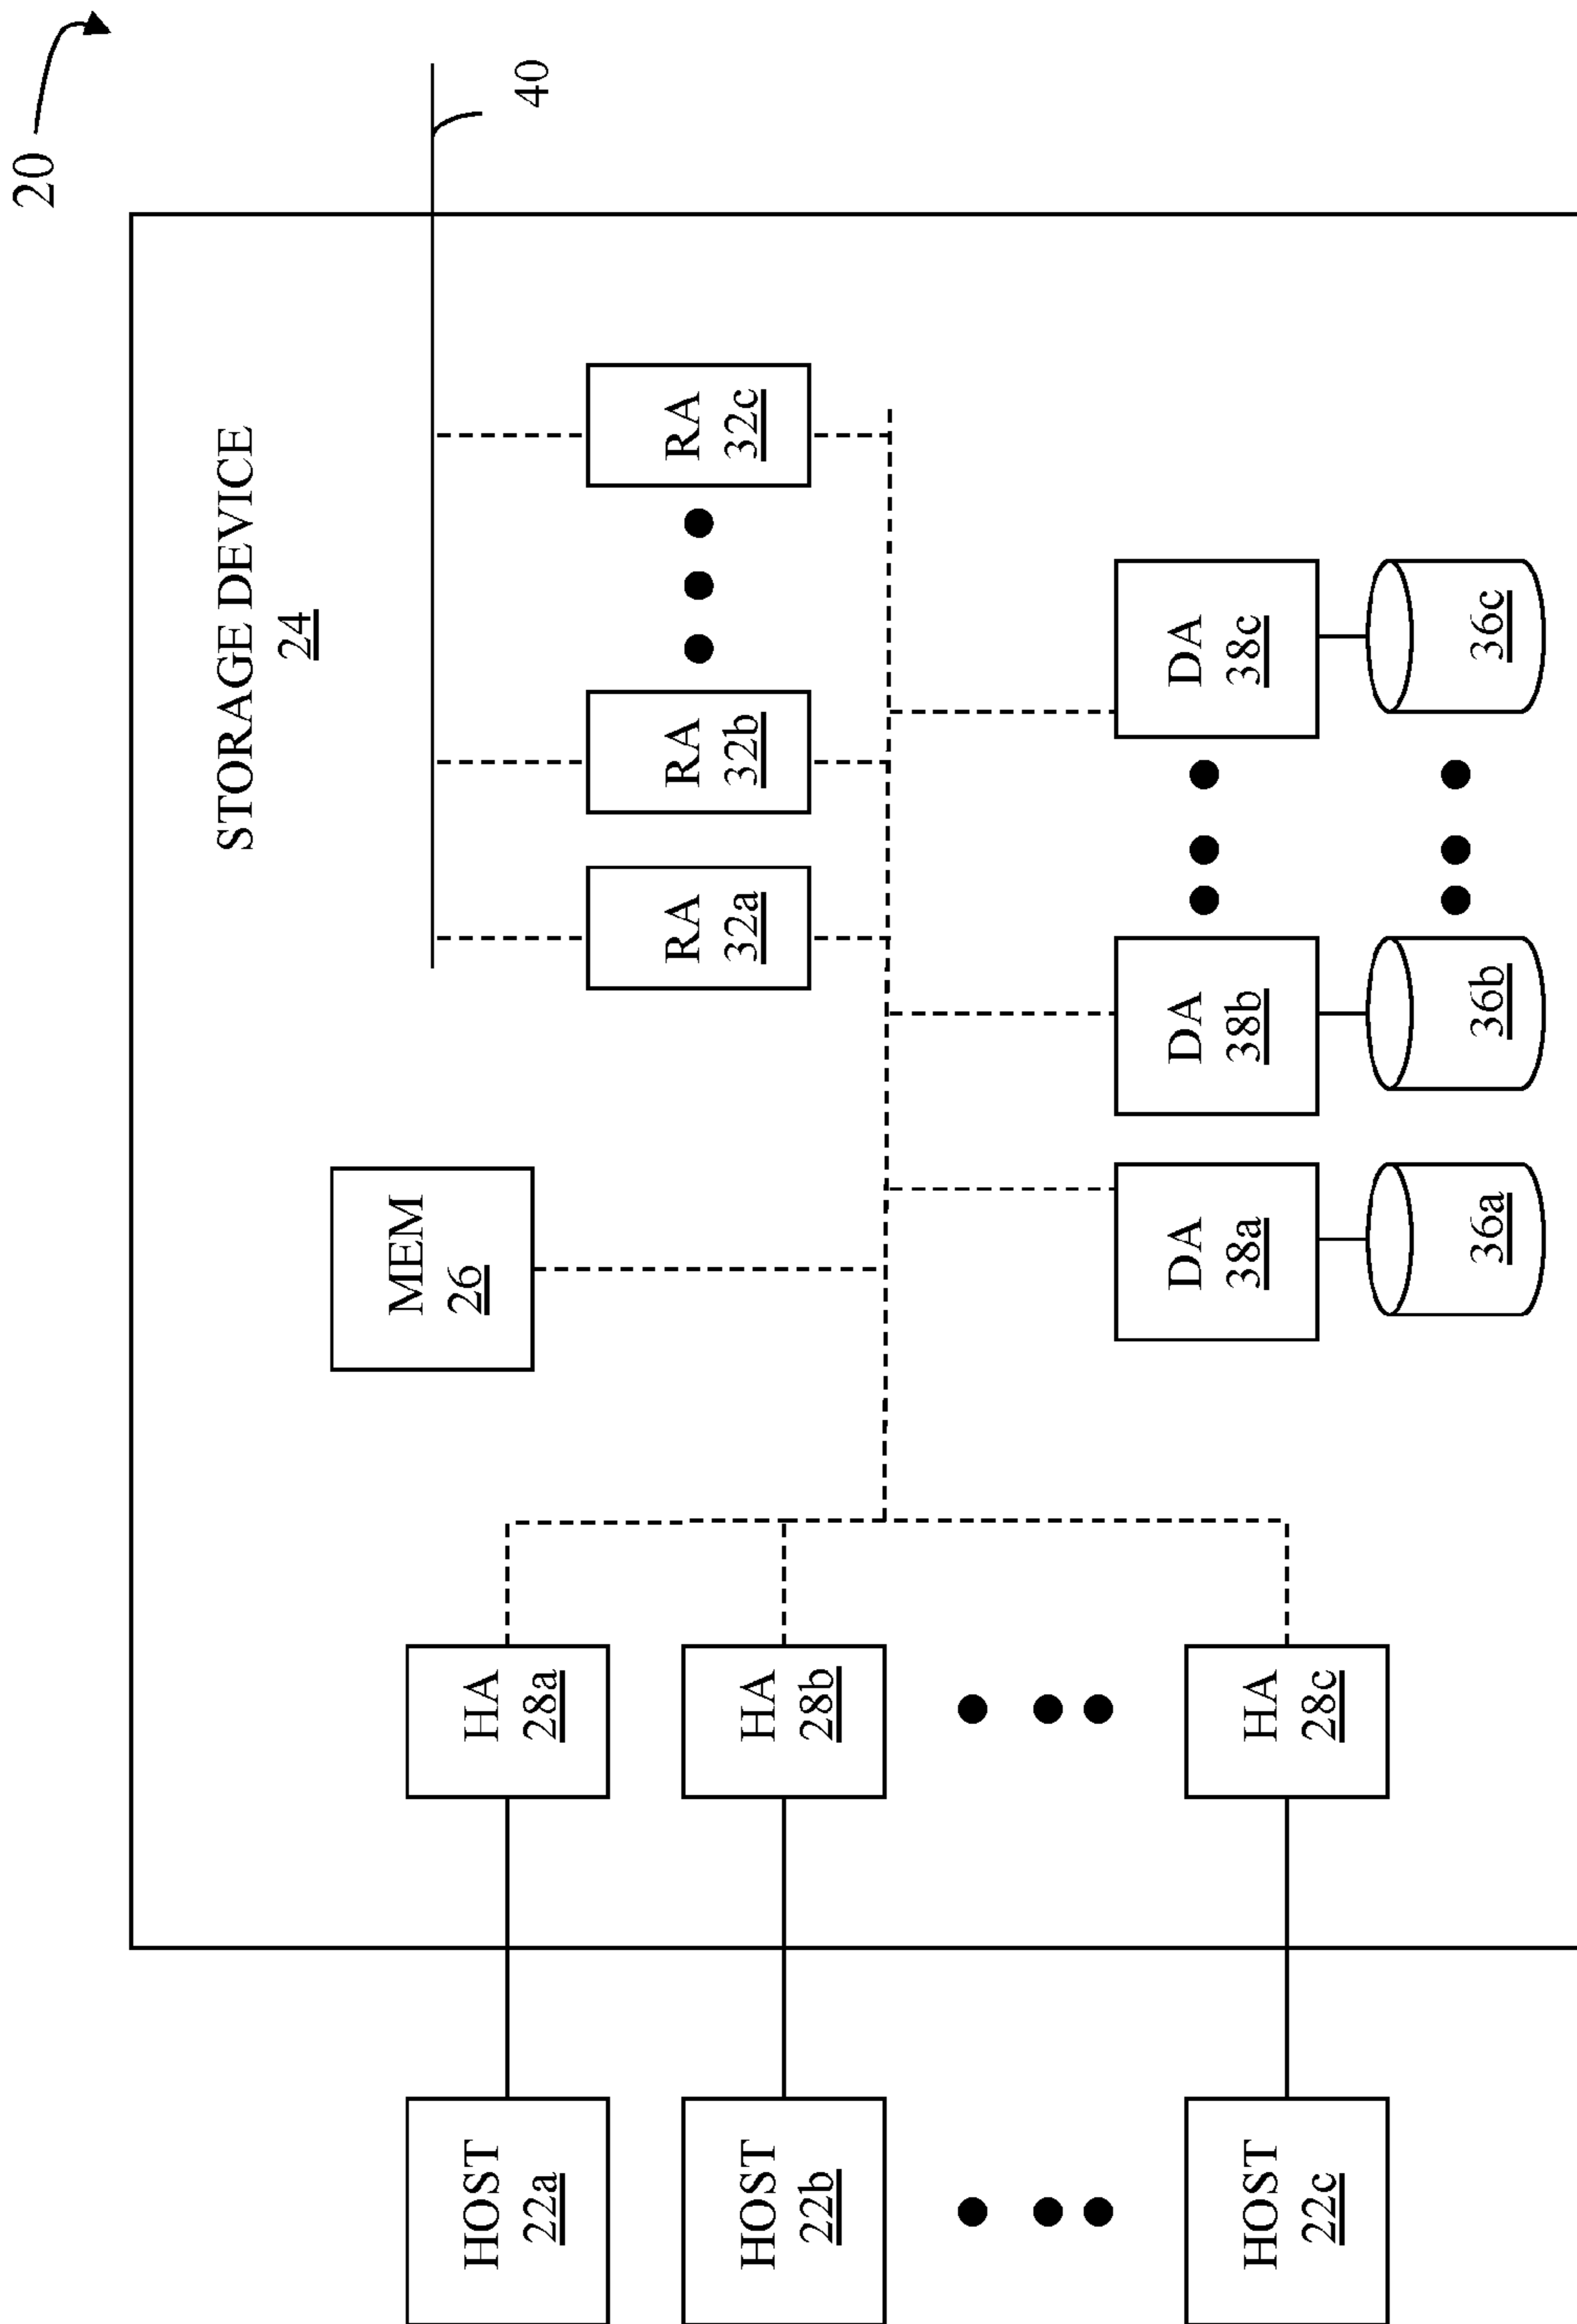 20
STORAGE DEVICE
24
40
HOST
22a
HA
28a
MEM
26
RA
32a
RA
32b
RA
32c
HOST
22b
HA
28b
HOST
22c
HA
28c
DA
38a
DA
38b
DA
38c
36a
36b
36c